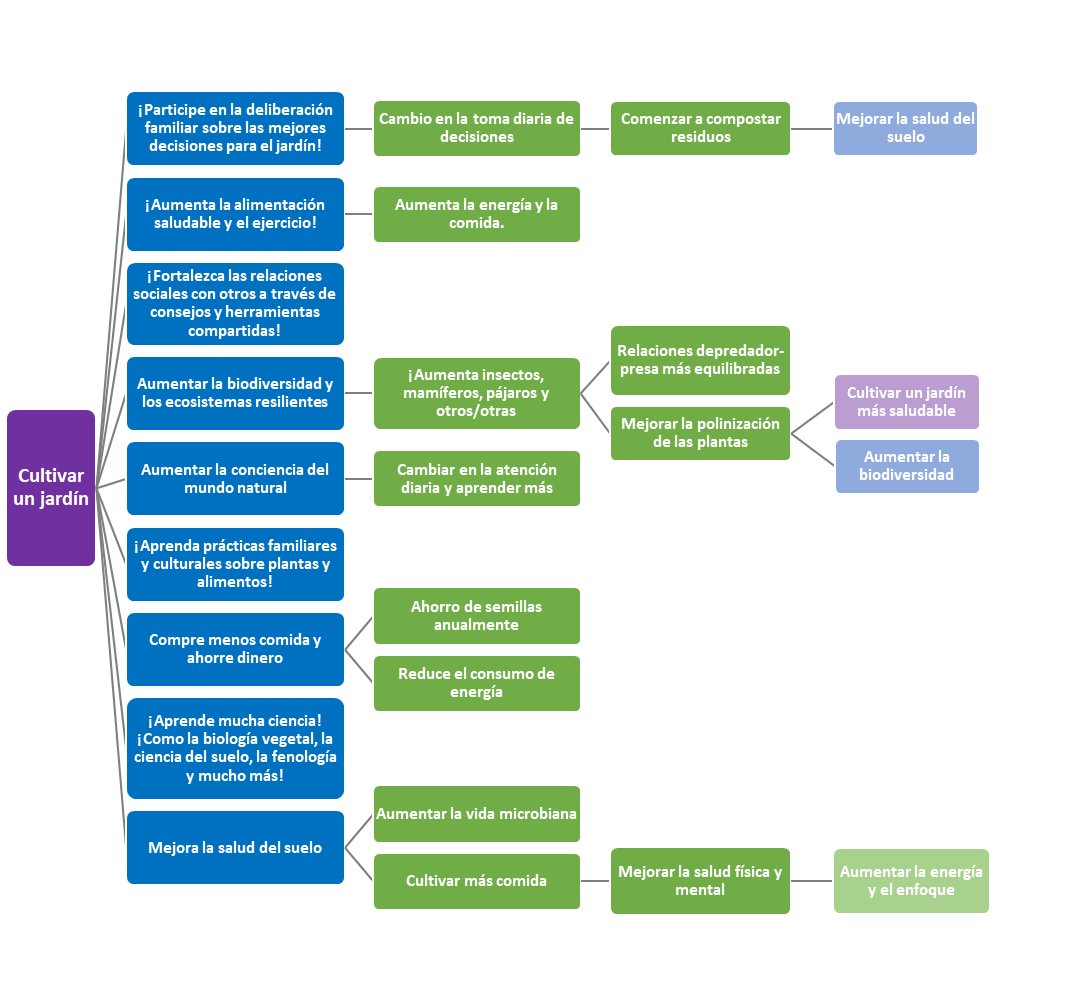 Cultivar
un jardín
¡Participe en la deliberación
familiar sobre las mejores
decisiones para el jardín!
Cambio en la toma diaria de
decisiones
Comenzar a compostar
residuos
Mejorar la salud del
suelo
¡Aumenta la alimentación
saludable y el ejercicio!
Aumenta la energía y la
comida.
¡Fortalezca las relaciones
sociales con otros a través de
consejos y herramientas
compartidas!
Aumentar la biodiversidad y
los ecosistemas resilientes
¡Aumenta insectos,
mamíferos, pájaros y
otros/otras
Relaciones depredador-
presa más equilibradas
Mejorar la polinización
de las plantas
Cultivar un jardín
más saludable
Aumentar la
biodiversidad
Aumentar la conciencia del
mundo natural
Cambiar en la atención
diaria y aprender más
¡Aprenda prácticas familiares
y culturales sobre plantas y
alimentos!
Compre menos comida y
ahorre dinero
Ahorro de semillas
anualmente
Reduce el consumo de
energía
¡Aprende mucha ciencia!
¡Como la biología vegetal, la
ciencia del suelo, la fenología
y mucho más!
Mejora la salud del suelo
Aumentar la vida microbiana
Cultivar más comida
Mejorar la salud física y
mental
Aumentar la energía
y el enfoque